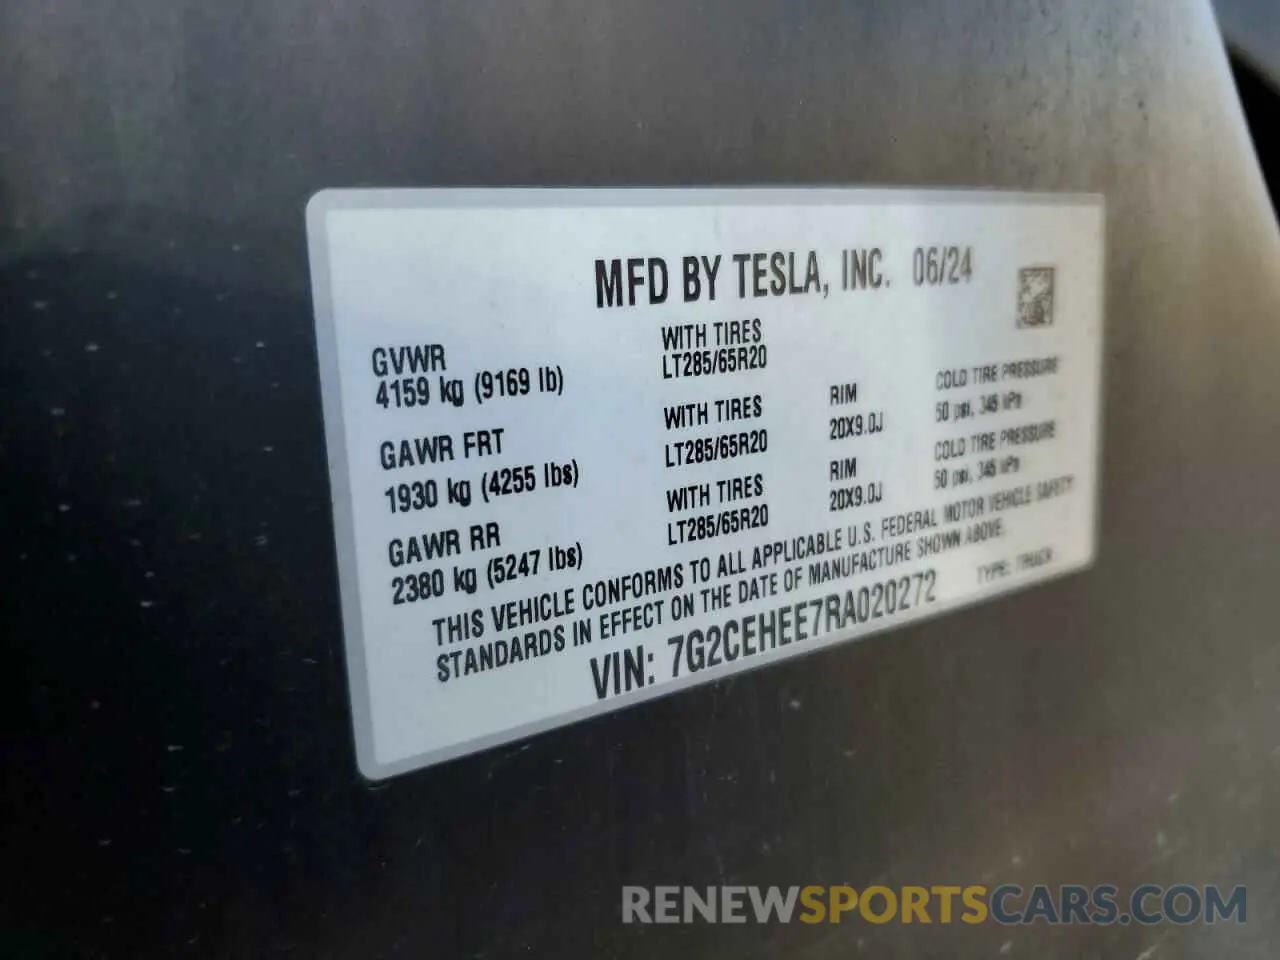 MFD BY TESLA, INC. 06/24
GVWR
4159 kg (9169 lb)
WITH TIRES
LT285/65R20
GAWR FRT
1930 kg (4255 lbs)
WITH TIRES
LT285/65R20
RIM
20X9.0J
COLD TIRE PRESSURE
50 psi, 345 kPa
GAWR RR
2380 kg (5247 lbs)
WITH TIRES
LT285/65R20
RIM
20X9.0J
COLD TIRE PRESSURE
50 psi, 345 kPa
THIS VEHICLE CONFORMS TO ALL APPLICABLE U.S. FEDERAL MOTOR VEHICLE SAFETY
STANDARDS IN EFFECT ON THE DATE OF MANUFACTURE SHOWN ABOVE.
VIN: 7G2CEHEE7RA020272
TYPE: TRUCK
RENEWSPORTSCARS.COM